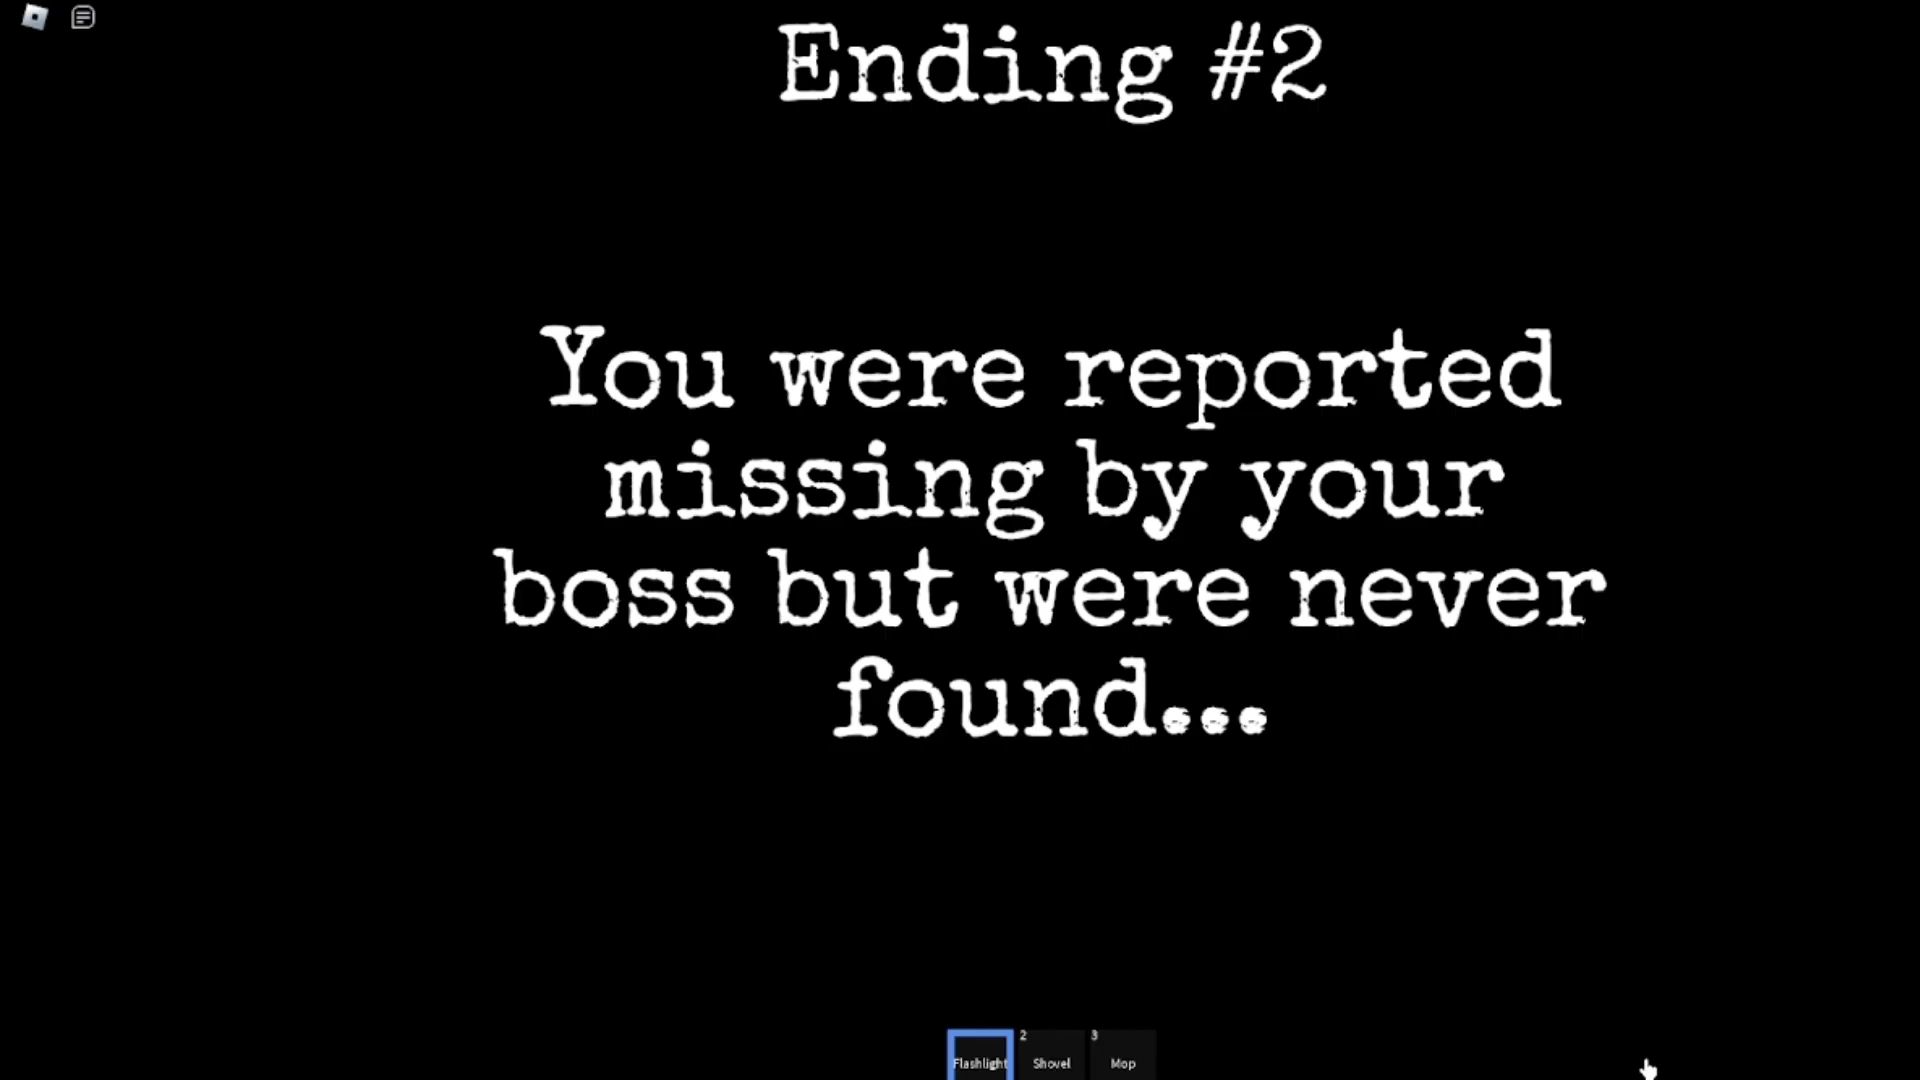 Ending #2
You were reported
missing by your
boss but were never
found...
Flashlight
2
Shovel
3
Mop